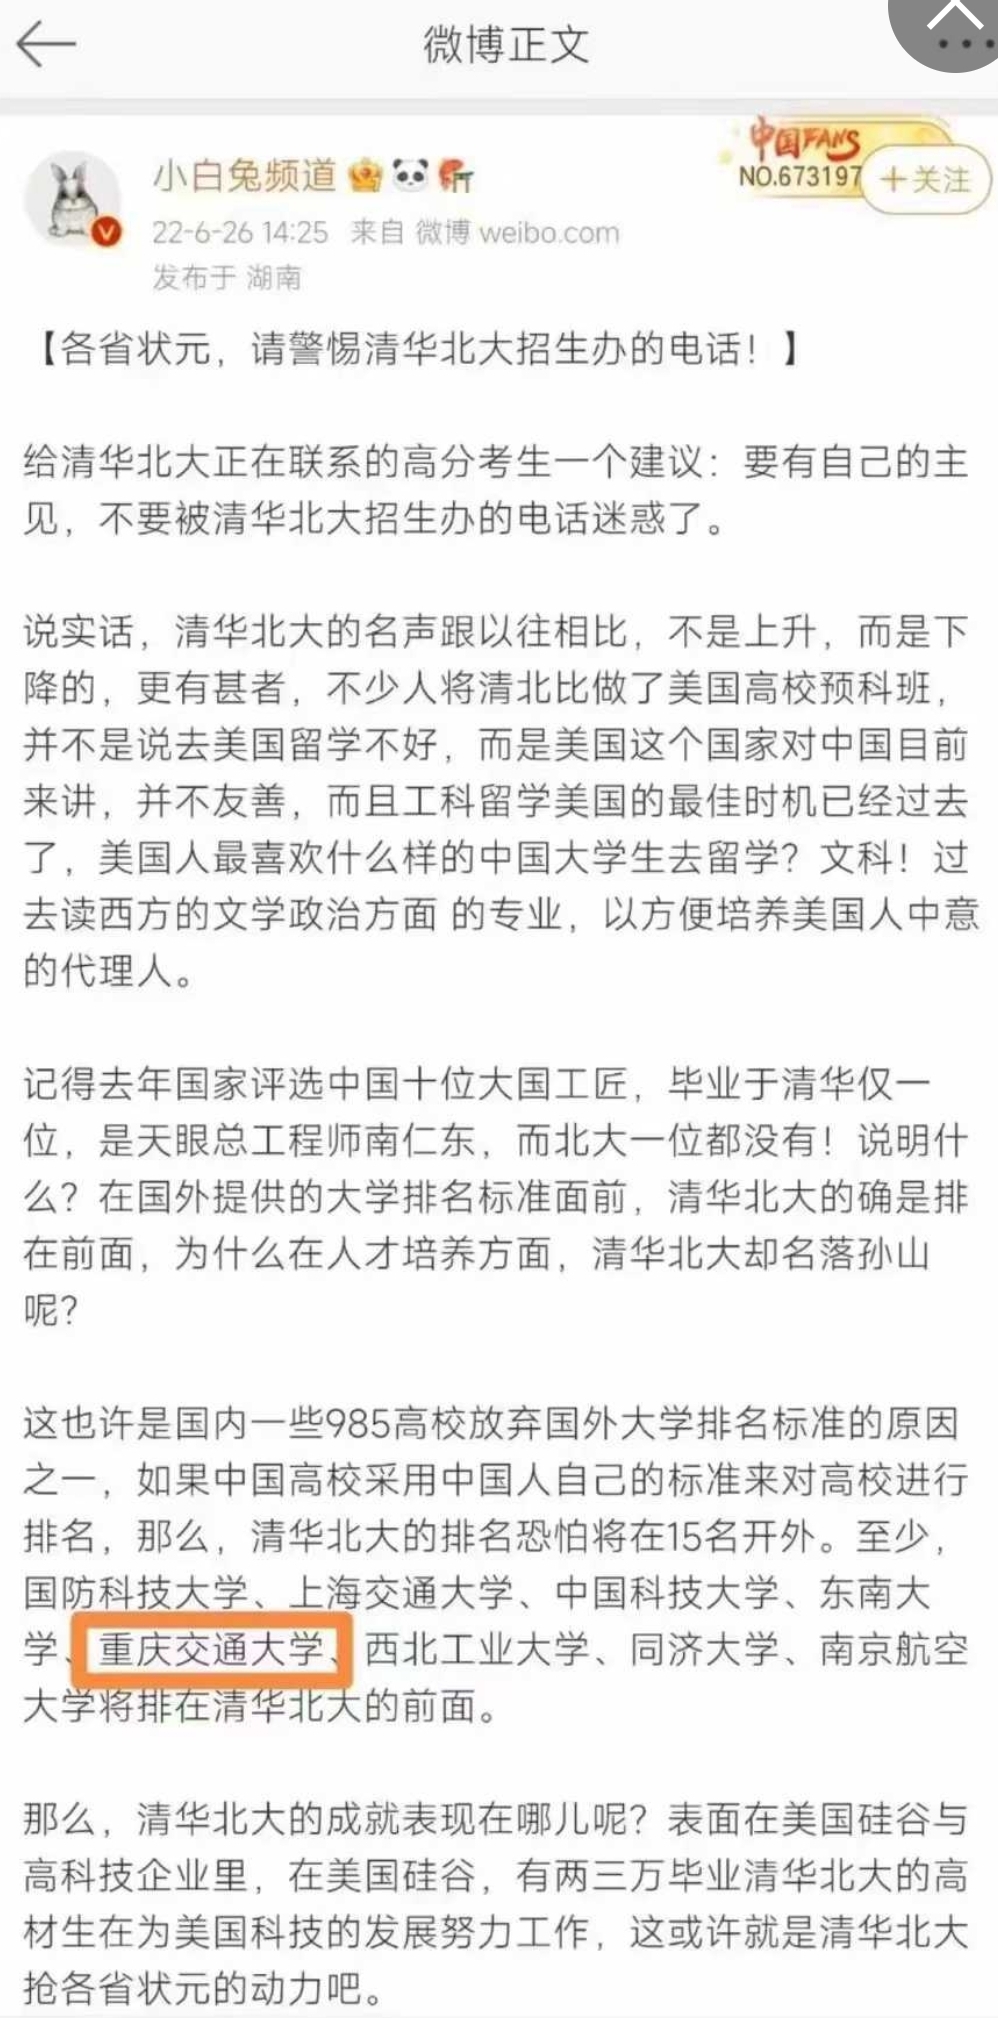 微博正文
中国FANS
小白兔频道
NO.673197
＋关注
22-6-26 14:25 来自 微博 weibo.com
发布于 湖南
【各省状元，请警惕清华北大招生办的电话！】
给清华北大正在联系的高分考生一个建议：要有自己的主
见，不要被清华北大招生办的电话迷惑了。
说实话，清华北大的名声跟以往相比，不是上升，而是下
降的，更有甚者，不少人将清北比做了美国高校预科班，
并不是说去美国留学不好，而是美国这个国家对中国目前
来讲，并不友善，而且工科留学美国的最佳时机已经过去
了，美国人最喜欢什么样的中国大学生去留学？文科！过
去读西方的文学政治方面 的专业，以方便培养美国人中意
的代理人。
记得去年国家评选中国十位大国工匠，毕业于清华仅一
位，是天眼总工程师南仁东，而北大一位都没有！说明什
么？在国外提供的大学排名标准面前，清华北大的确是排
在前面，为什么在人才培养方面，清华北大却名落孙山
呢？
这也许是国内一些985高校放弃国外大学排名标准的原因
之一，如果中国高校采用中国人自己的标准来对高校进行
排名，那么，清华北大的排名恐怕将在15名开外。至少，
国防科技大学、上海交通大学、中国科技大学、东南大
学、重庆交通大学、西北工业大学、同济大学、南京航空
大学将排在清华北大的前面。
那么，清华北大的成就表现在哪儿呢？表面在美国硅谷与
高科技企业里，在美国硅谷，有两三万毕业清华北大的高
材生在为美国科技的发展努力工作，这或许就是清华北大
抢各省状元的动力吧。